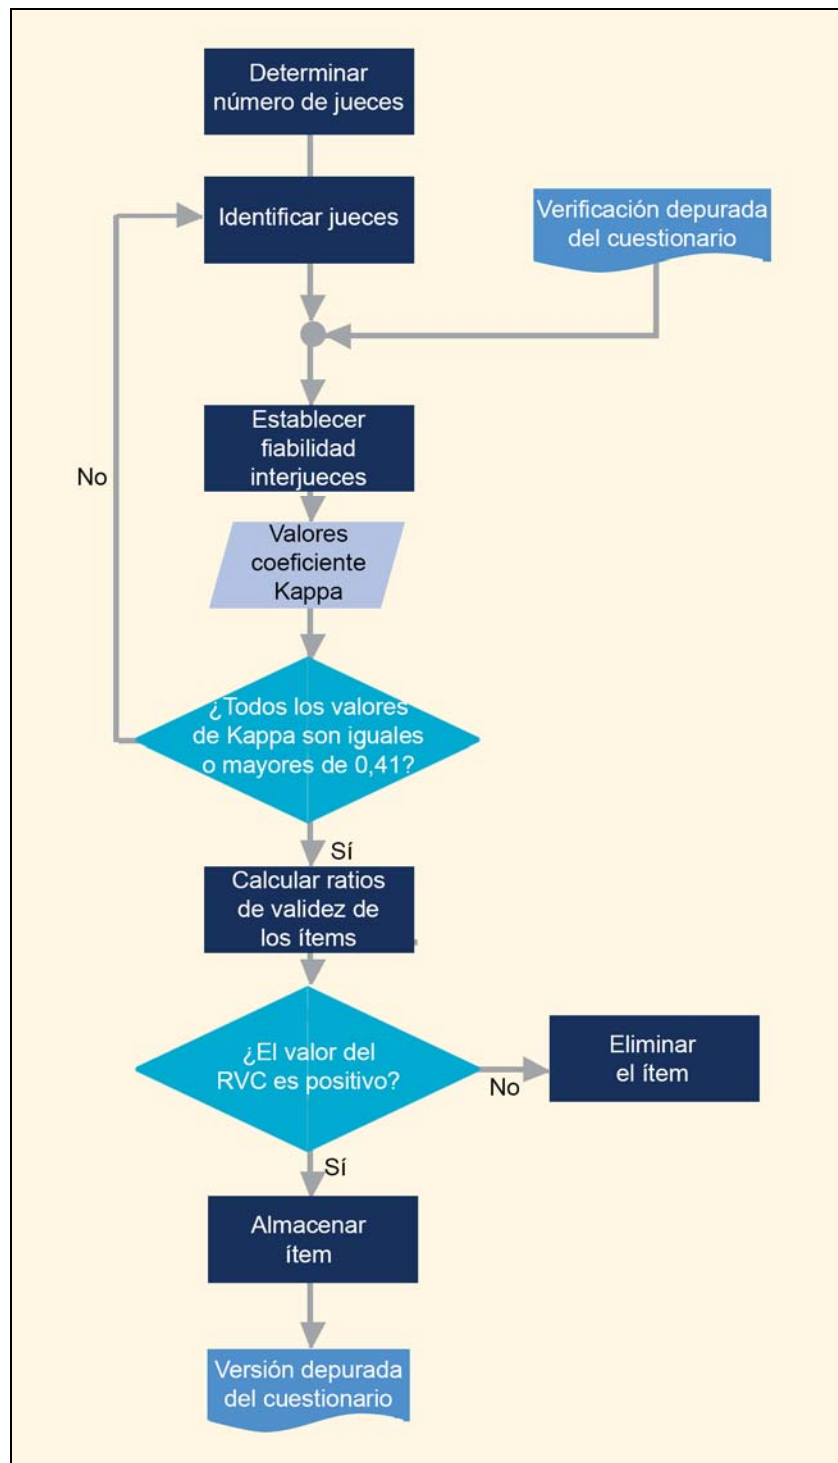 Determinar
número de jueces
Identificar jueces
Verificación depurada
del cuestionario
Establecer
fiabilidad
interjueces
No
Valores
coeficiente
Kappa
¿Todos los valores
de Kappa son iguales
o mayores de 0,41?
Sí
Calcular ratios
de validez de
los ítems
¿El valor del
RVC es positivo?
No
Eliminar
el ítem
Sí
Almacenar
ítem
Versión depurada
del cuestionario